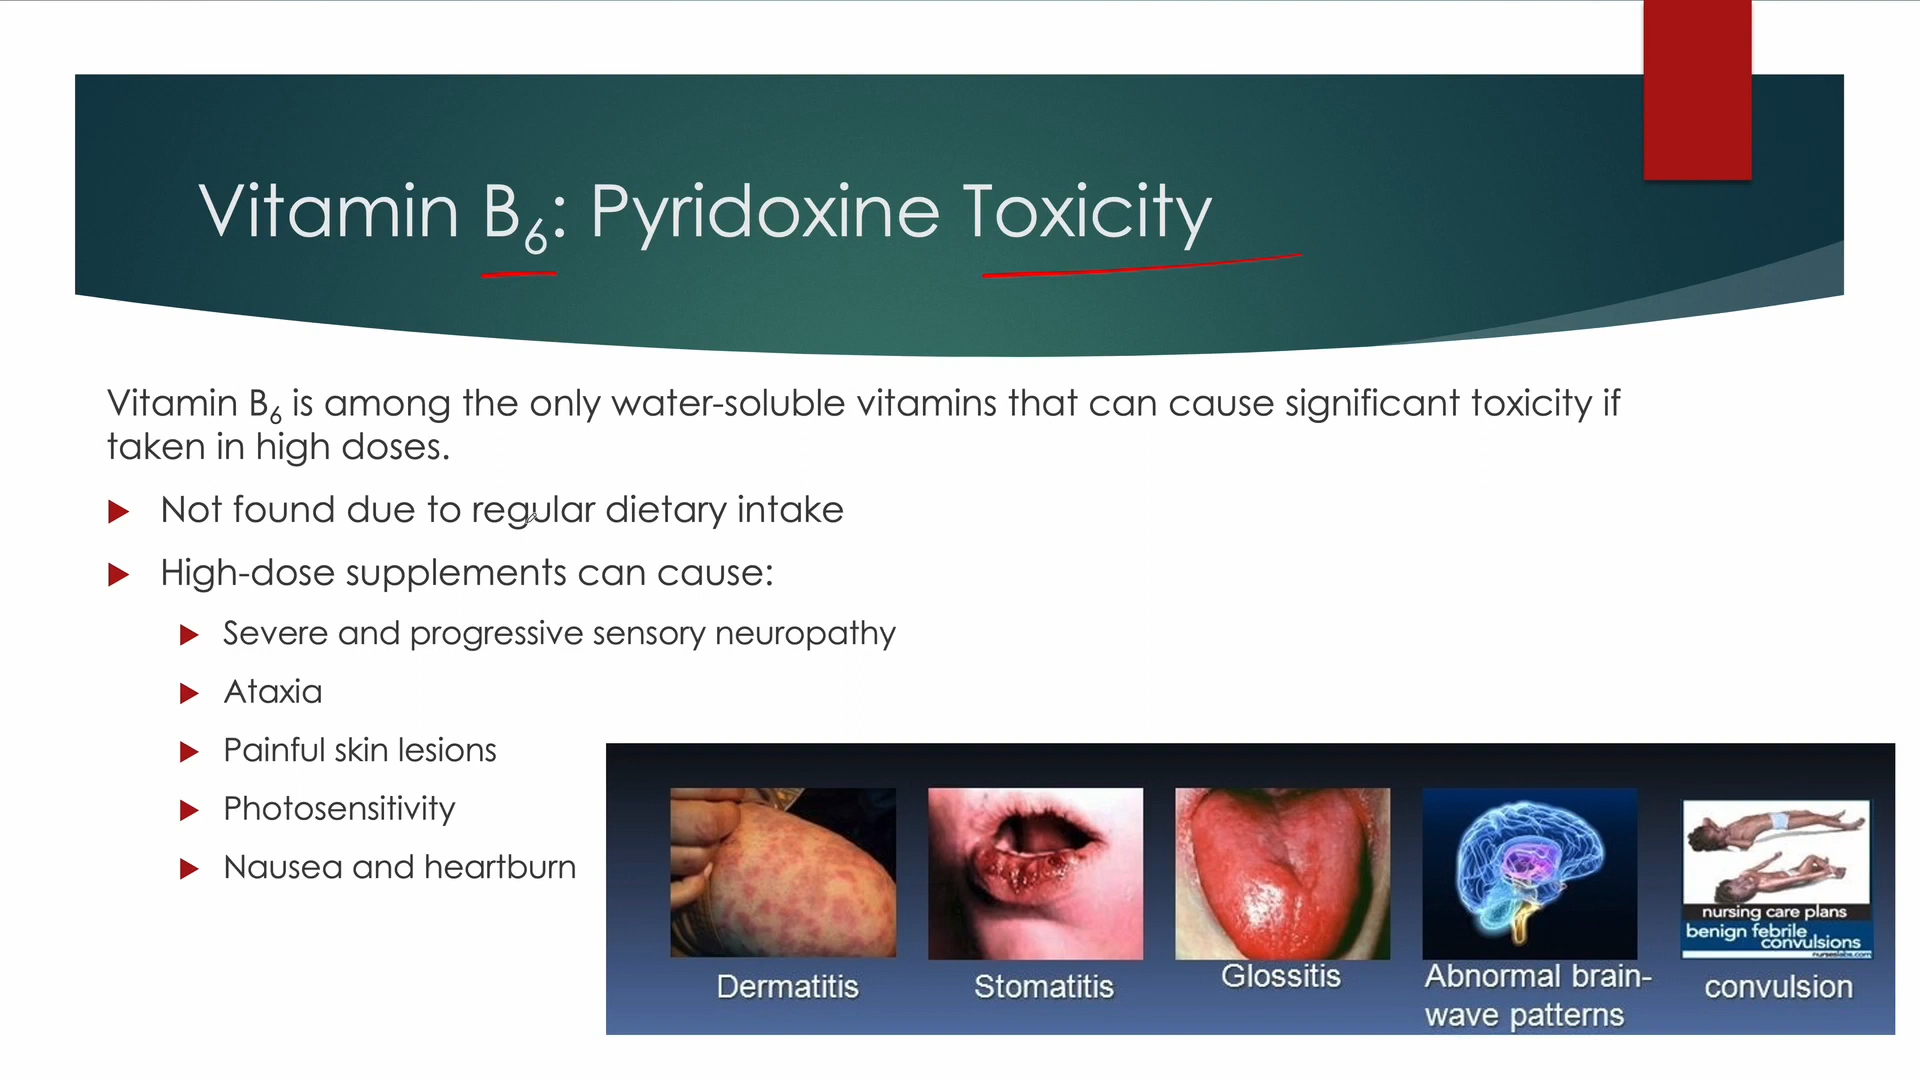 Vitamin B₆: Pyridoxine Toxicity
Vitamin B₆ is among the only water-soluble vitamins that can cause significant toxicity if
taken in high doses.
Not found due to regular dietary intake
High-dose supplements can cause:
Severe and progressive sensory neuropathy
Ataxia
Painful skin lesions
Photosensitivity
Nausea and heartburn
nursing care plans
benign febrile
convulsions
nurseslabs.com
Dermatitis
Stomatitis
Glossitis
Abnormal brain-
wave patterns
convulsion